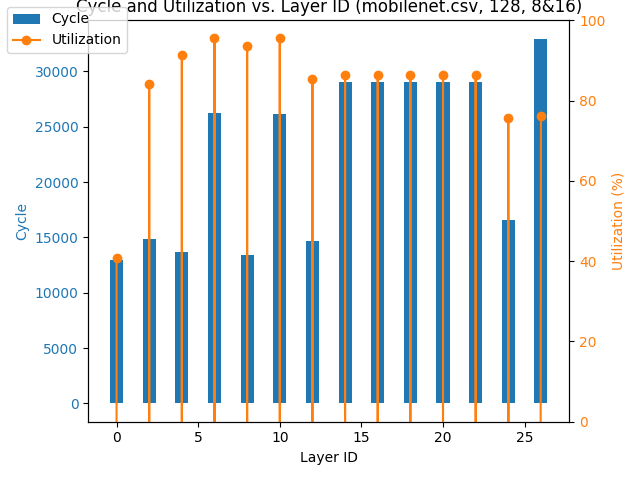 Cycle and Utilization vs. Layer ID (mobilenet.csv, 128, 8&16)
Cycle
Utilization
30000
25000
20000
15000
10000
5000
0
Cycle
100
80
60
40
20
0
Utilization (%)
0 5 10 15 20 25
Layer ID